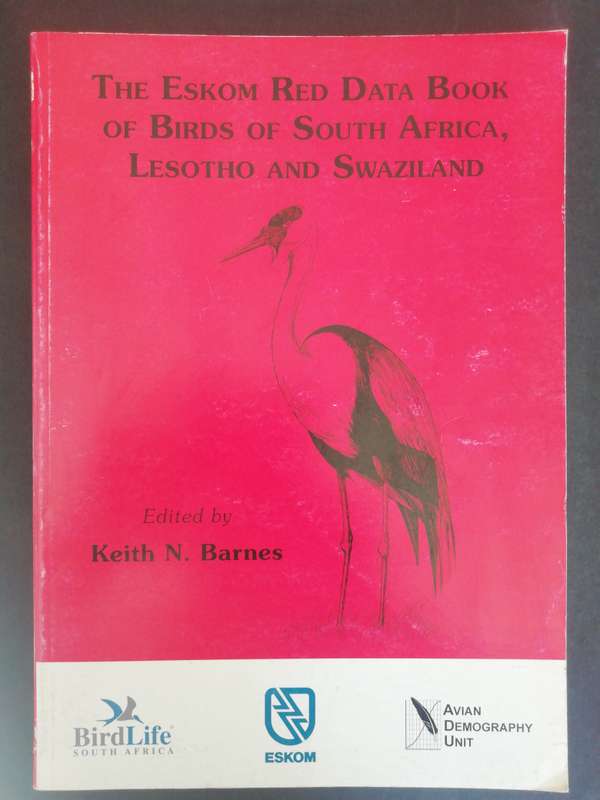 THE ESKOM RED DATA BOOK
OF BIRDS OF SOUTH AFRICA,
LESOTHO AND SWAZILAND
Edited by
Keith N. Barnes
BirdLife
SOUTH AFRICA
ESKOM
AVIAN
DEMOGRAPHY
UNIT